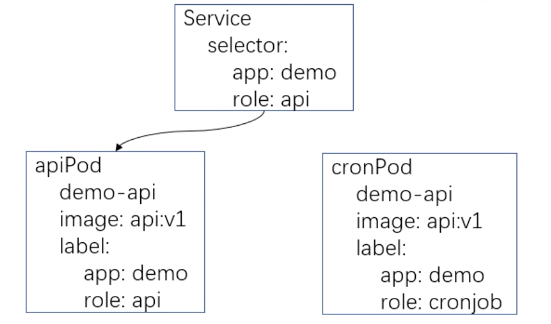 Service
selector:
app: demo
role: api
apiPod
demo-api
image: api:v1
label:
app: demo
role: api
cronPod
demo-api
image: api:v1
label:
app: demo
role: cronjob